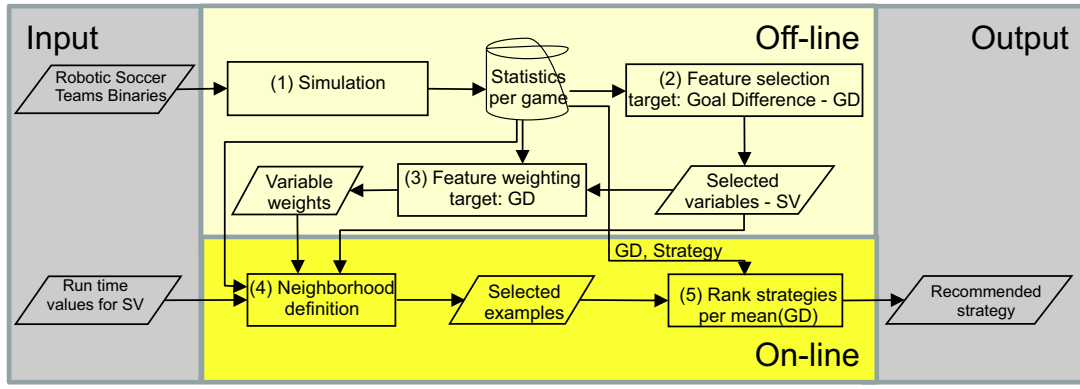 Input
Off-line
Output
Robotic Soccer
Teams Binaries
(1) Simulation
Statistics
per game
(2) Feature selection
target: Goal Difference - GD
Variable
weights
(3) Feature weighting
target: GD
Selected
variables - SV
GD, Strategy
Run time
values for SV
(4) Neighborhood
definition
Selected
examples
(5) Rank strategies
per mean(GD)
Recommended
strategy
On-line